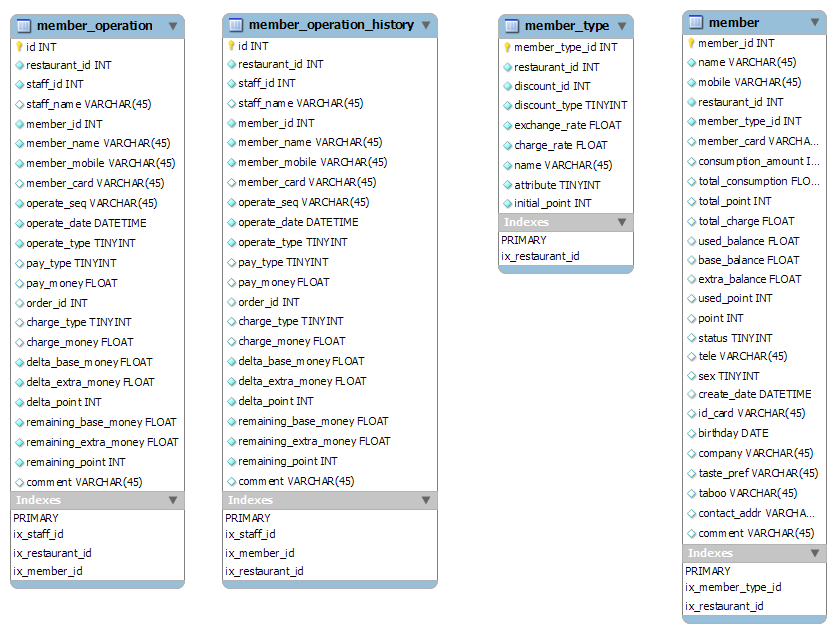 member_operation
id INT
restaurant_id INT
staff_id INT
staff_name VARCHAR(45)
member_id INT
member_name VARCHAR(45)
member_mobile VARCHAR(45)
member_card VARCHAR(45)
operate_seq VARCHAR(45)
operate_date DATETIME
operate_type TINYINT
pay_type TINYINT
pay_money FLOAT
order_id INT
charge_type TINYINT
charge_money FLOAT
delta_base_money FLOAT
delta_extra_money FLOAT
delta_point INT
remaining_base_money FLOAT
remaining_extra_money FLOAT
remaining_point INT
comment VARCHAR(45)
Indexes
PRIMARY
ix_staff_id
ix_restaurant_id
ix_member_id
member_operation_history
id INT
restaurant_id INT
staff_id INT
staff_name VARCHAR(45)
member_id INT
member_name VARCHAR(45)
member_mobile VARCHAR(45)
member_card VARCHAR(45)
operate_seq VARCHAR(45)
operate_date DATETIME
operate_type TINYINT
pay_type TINYINT
pay_money FLOAT
order_id INT
charge_type TINYINT
charge_money FLOAT
delta_base_money FLOAT
delta_extra_money FLOAT
delta_point INT
remaining_base_money FLOAT
remaining_extra_money FLOAT
remaining_point INT
comment VARCHAR(45)
Indexes
PRIMARY
ix_staff_id
ix_member_id
ix_restaurant_id
member_type
member_type_id INT
restaurant_id INT
discount_id INT
discount_type TINYINT
exchange_rate FLOAT
charge_rate FLOAT
name VARCHAR(45)
attribute TINYINT
initial_point INT
Indexes
PRIMARY
ix_restaurant_id
member
member_id INT
name VARCHAR(45)
mobile VARCHAR(45)
restaurant_id INT
member_type_id INT
member_card VARCHA...
consumption_amount I...
total_consumption FLO...
total_point INT
total_charge FLOAT
used_balance FLOAT
base_balance FLOAT
extra_balance FLOAT
used_point INT
point INT
status TINYINT
tele VARCHAR(45)
sex TINYINT
create_date DATETIME
id_card VARCHAR(45)
birthday DATE
company VARCHAR(45)
taste_pref VARCHAR(45)
taboo VARCHAR(45)
contact_addr VARCHA...
comment VARCHAR(45)
Indexes
PRIMARY
ix_member_type_id
ix_restaurant_id